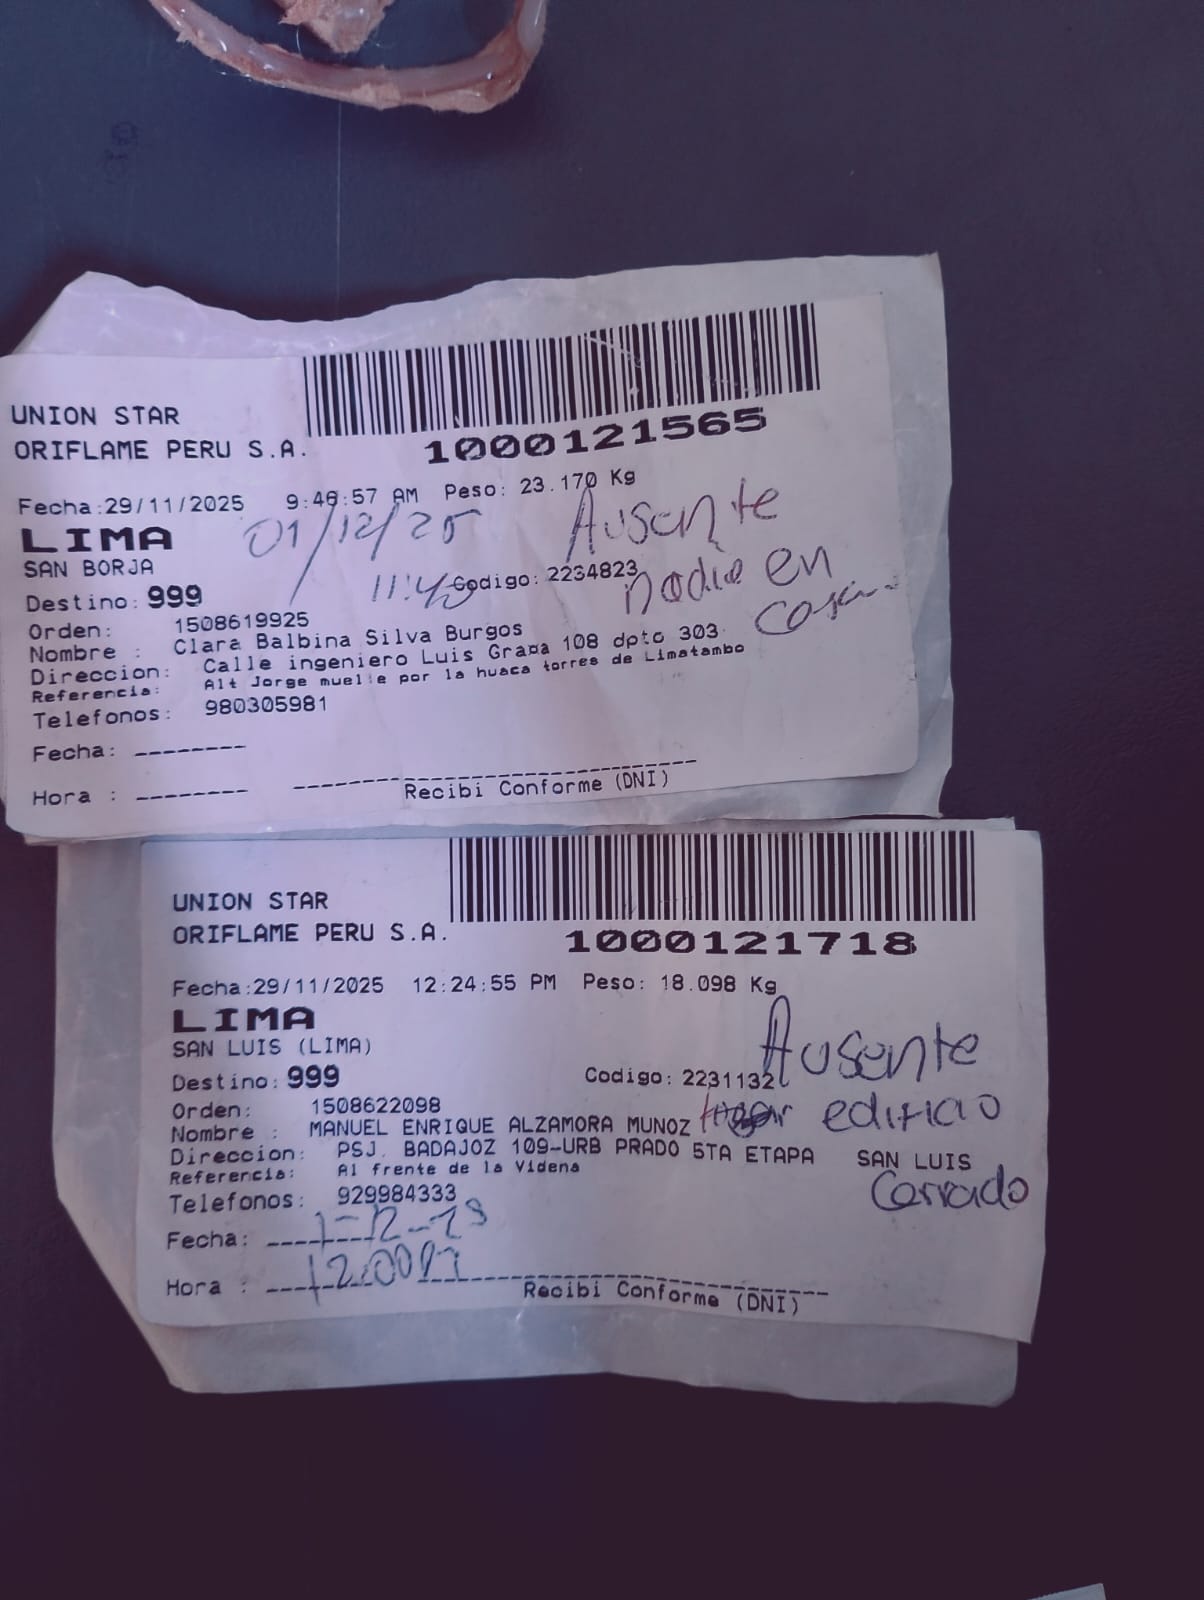 UNION STAR
ORIFLAME PERU S.A.
1000121565
Fecha:29/11/2025 9:46:57 AM Peso: 23.170 Kg
LIMA
01/12/25
Ausente
SAN BORJA
11:45
Codigo: 2234823
nadie en
casa
Destino: 999
Orden: 1508619925
Nombre : Clara Balbina Silva Burgos
Direccion: Calle ingeniero Luis Graña 108 dpto 303
Referencia: Alt Jorge muelle por la huaca torres de Limatambo
Telefonos: 980305981
Fecha: --------
Hora : --------
Recibi Conforme (DNI)
UNION STAR
ORIFLAME PERU S.A.
1000121718
Fecha:29/11/2025 12:24:55 PM Peso: 18.098 Kg
LIMA
Ausente
SAN LUIS (LIMA)
Destino: 999
Codigo: 2231132
Orden: 1508622098
edificio
Nombre : MANUEL ENRIQUE ALZAMORA MUNOZ
Direccion: PSJ. BADAJOZ 109-URB PRADO 5TA ETAPA SAN LUIS
Cerrado
Referencia: Al frente de la Videna
Telefonos: 929984333
Fecha:
Hora :
Recibi Conforme (DNI)